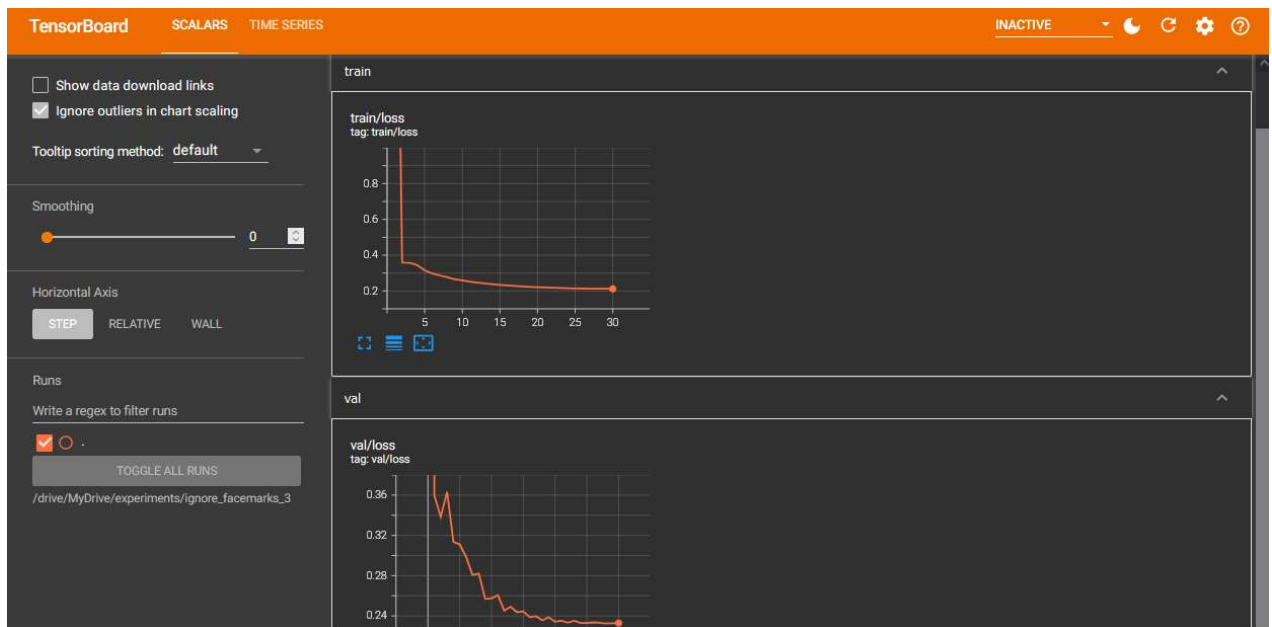 TensorBoard SCALARS TIME SERIES INACTIVE
Show data download links
Ignore outliers in chart scaling
Tooltip sorting method: default
Smoothing
0
Horizontal Axis
STEP RELATIVE WALL
Runs
Write a regex to filter runs
.
TOGGLE ALL RUNS
/drive/MyDrive/experiments/ignore_facemarks_3
train
train/loss
tag: train/loss
0.8
0.6
0.4
0.2
5 10 15 20 25 30
val
val/loss
tag: val/loss
0.36
0.32
0.28
0.24